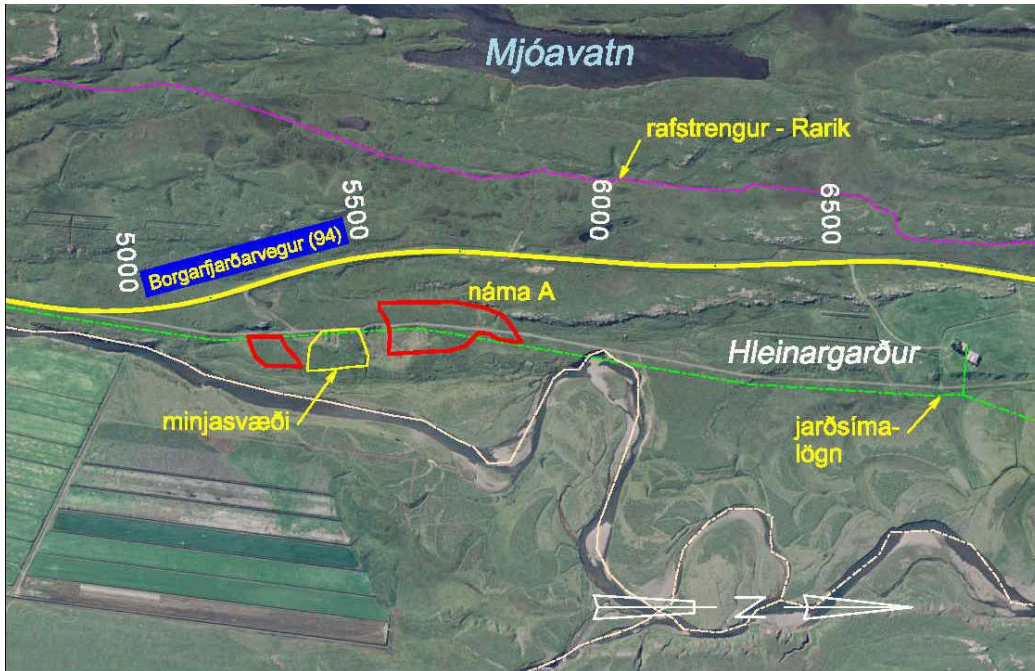 Mjóavatn
rafstrengur - Rarik
5000
5500
6000
6500
Borgarfjarðarvegur (94)
náma A
Hleinargarður
minjasvæði
jarðsíma-
lögn
N